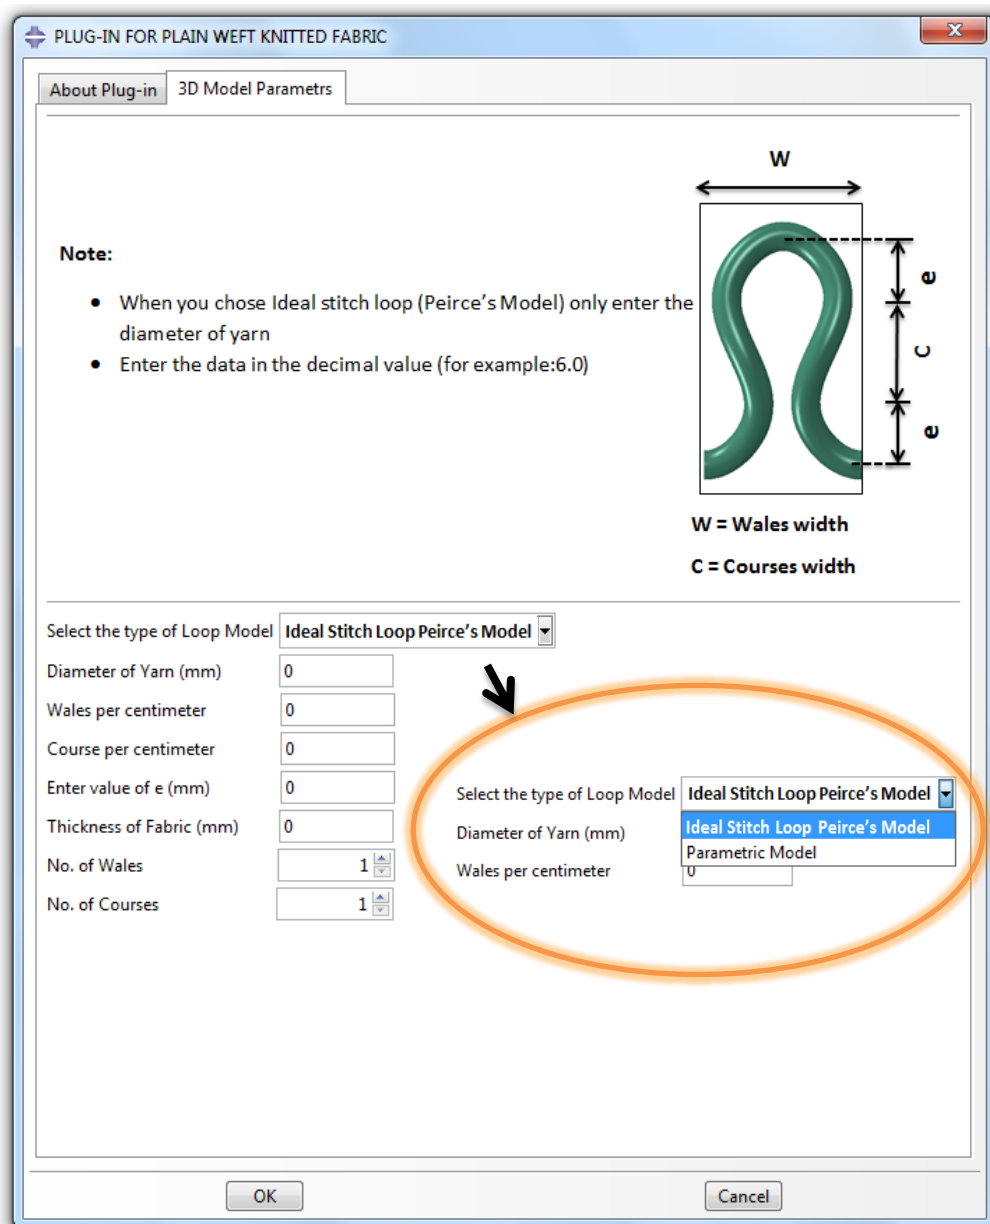 PLUG-IN FOR PLAIN WEFT KNITTED FABRIC
x
About Plug-in
3D Model Parametrs
W
Note:
• When you chose Ideal stitch loop (Peirce's Model) only enter the
diameter of yarn
• Enter the data in the decimal value (for example:6.0)
e
C
e
W = Wales width
C = Courses width
Select the type of Loop Model Ideal Stitch Loop Peirce's Model
Diameter of Yarn (mm) 0
Wales per centimeter 0
Course per centimeter 0
Enter value of e (mm) 0
Thickness of Fabric (mm) 0
No. of Wales 1
No. of Courses 1
Select the type of Loop Model Ideal Stitch Loop Peirce's Model
Ideal Stitch Loop Peirce's Model
Diameter of Yarn (mm)
Parametric Model
Wales per centimeter 0
OK
Cancel